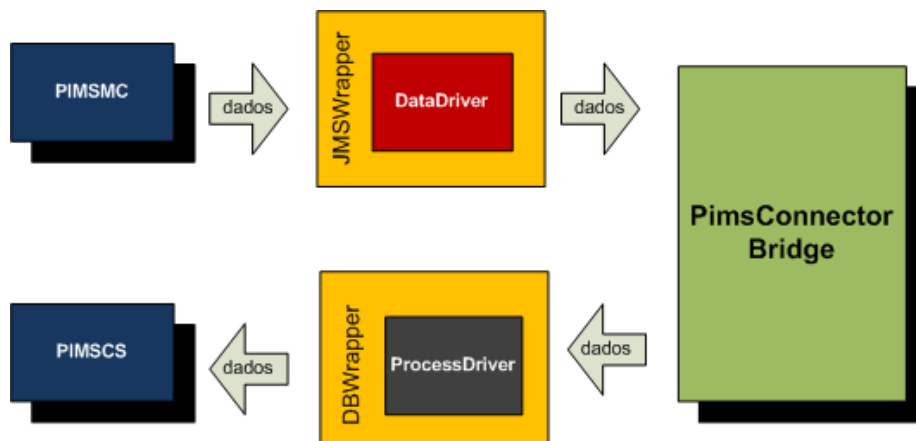 PIMSMC
dados
JMSWrapper
DataDriver
dados
PimsConnector
Bridge
PIMSCS
dados
DBWrapper
ProcessDriver
dados